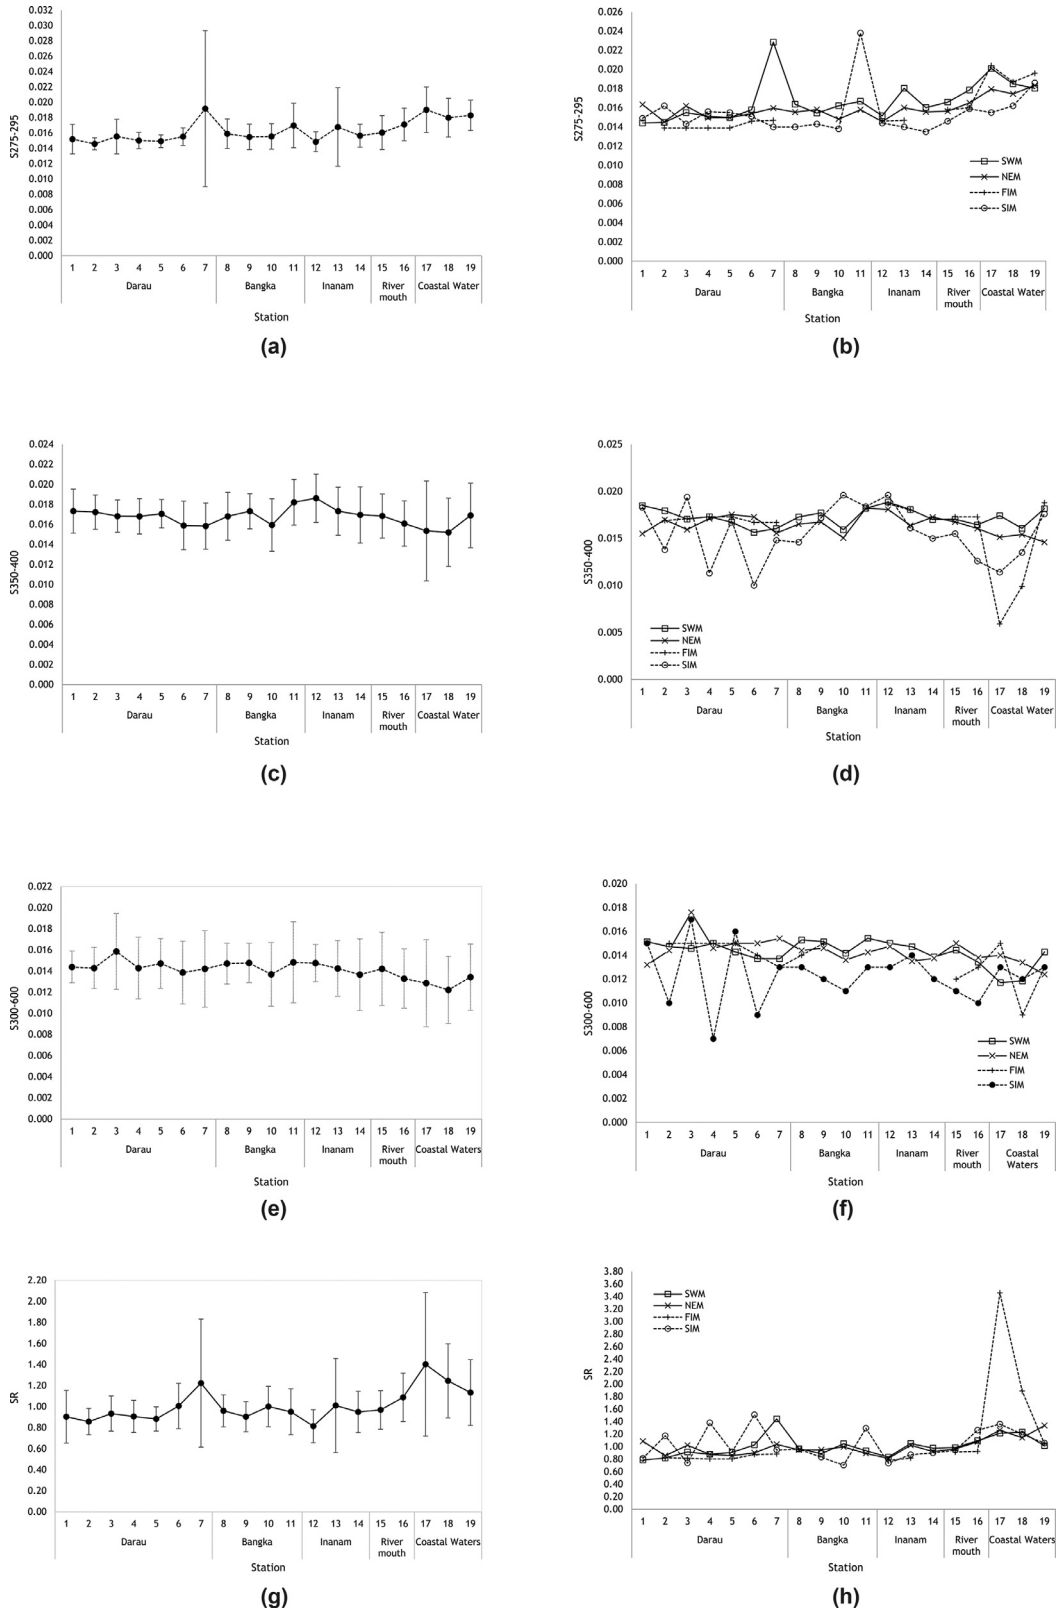 0.032
0.030
0.028
0.026
0.024
0.022
0.020
0.018
0.016
0.014
0.012
0.010
0.008
0.006
0.004
0.002
0.000
S275-295
1 2 3 4 5 6 7 8 9 10 11 12 13 14 15 16 17 18 19
Darau Bangka Inanam River mouth Coastal Water
Station
(a)
0.026
0.024
0.022
0.020
0.018
0.016
0.014
0.012
0.010
0.008
0.006
0.004
0.002
0.000
S275-295
SWM
NEM
FIM
SIM
1 2 3 4 5 6 7 8 9 10 11 12 13 14 15 16 17 18 19
Darau Bangka Inanam River mouth Coastal Water
Station
(b)
0.024
0.022
0.020
0.018
0.016
0.014
0.012
0.010
0.008
0.006
0.004
0.002
0.000
S350-400
1 2 3 4 5 6 7 8 9 10 11 12 13 14 15 16 17 18 19
Darau Bangka Inanam River mouth Coastal Water
Station
(c)
0.025
0.020
0.015
0.010
0.005
0.000
S350-400
SWM
NEM
FIM
SIM
1 2 3 4 5 6 7 8 9 10 11 12 13 14 15 16 17 18 19
Darau Bangka Inanam River mouth Coastal Water
Station
(d)
0.022
0.020
0.018
0.016
0.014
0.012
0.010
0.008
0.006
0.004
0.002
0.000
S300-600
1 2 3 4 5 6 7 8 9 10 11 12 13 14 15 16 17 18 19
Darau Bangka Inanam River mouth Coastal Waters
Station
(e)
0.020
0.018
0.016
0.014
0.012
0.010
0.008
0.006
0.004
0.002
0.000
S300-600
SWM
NEM
FIM
SIM
1 2 3 4 5 6 7 8 9 10 11 12 13 14 15 16 17 18 19
Darau Bangka Inanam River mouth Coastal Waters
Station
(f)
2.20
2.00
1.80
1.60
1.40
1.20
1.00
0.80
0.60
0.40
0.20
0.00
SR
1 2 3 4 5 6 7 8 9 10 11 12 13 14 15 16 17 18 19
Darau Bangka Inanam River mouth Coastal Waters
Station
(g)
3.80
3.60
3.40
3.20
3.00
2.80
2.60
2.40
2.20
2.00
1.80
1.60
1.40
1.20
1.00
0.80
0.60
0.40
0.20
0.00
SR
SWM
NEM
FIM
SIM
1 2 3 4 5 6 7 8 9 10 11 12 13 14 15 16 17 18 19
Darau Bangka Inanam River mouth Coastal Waters
Station
(h)